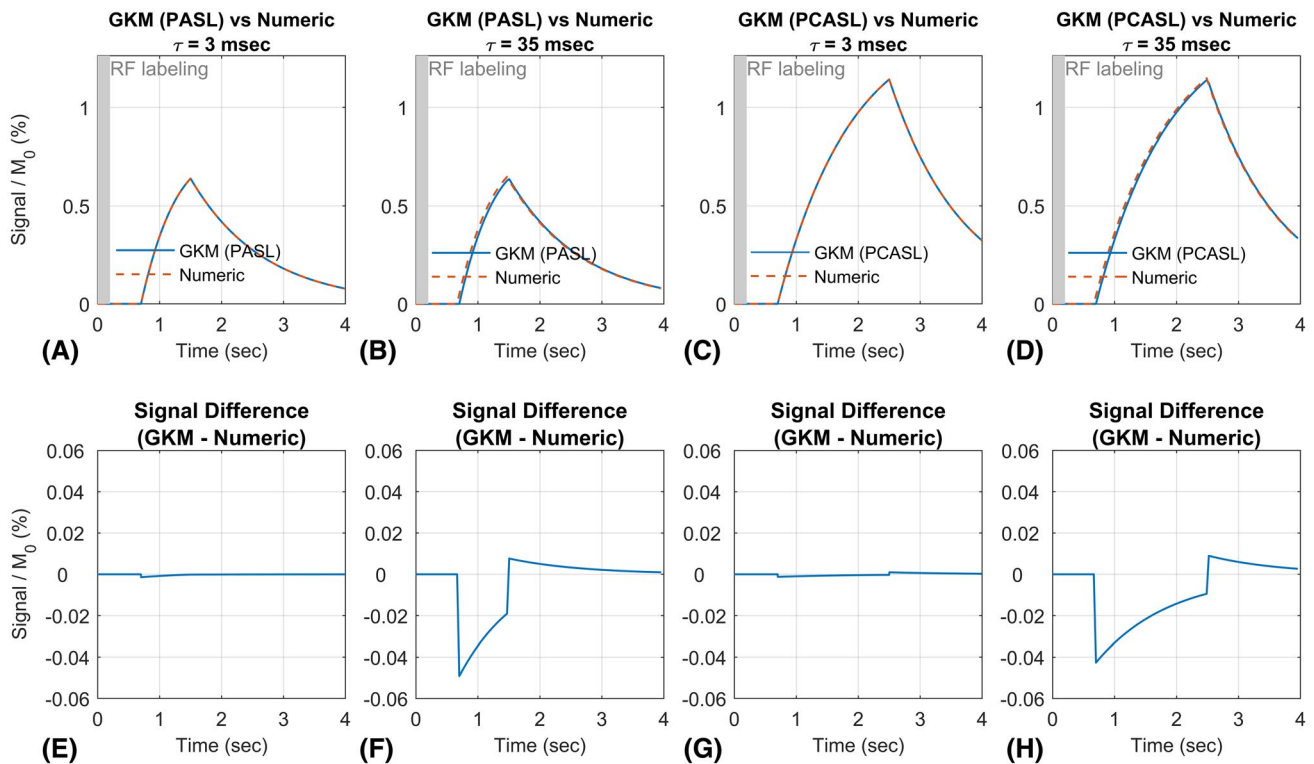 GKM (PASL) vs Numeric
τ = 3 msec
GKM (PASL) vs Numeric
τ = 35 msec
GKM (PCASL) vs Numeric
τ = 3 msec
GKM (PCASL) vs Numeric
τ = 35 msec
RF labeling
RF labeling
RF labeling
RF labeling
Signal / M0 (%)
1
0.5
0
1
0.5
0
1
0.5
0
1
0.5
0
GKM (PASL)
Numeric
GKM (PASL)
Numeric
GKM (PCASL)
Numeric
GKM (PCASL)
Numeric
0 1 2 3 4
0 1 2 3 4
0 1 2 3 4
0 1 2 3 4
Time (sec)
Time (sec)
Time (sec)
Time (sec)
(A)
(B)
(C)
(D)
Signal Difference
(GKM - Numeric)
Signal Difference
(GKM - Numeric)
Signal Difference
(GKM - Numeric)
Signal Difference
(GKM - Numeric)
Signal / M0 (%)
0.06
0.04
0.02
0
-0.02
-0.04
-0.06
0.06
0.04
0.02
0
-0.02
-0.04
-0.06
0.06
0.04
0.02
0
-0.02
-0.04
-0.06
0.06
0.04
0.02
0
-0.02
-0.04
-0.06
0 1 2 3 4
0 1 2 3 4
0 1 2 3 4
0 1 2 3 4
Time (sec)
Time (sec)
Time (sec)
Time (sec)
(E)
(F)
(G)
(H)